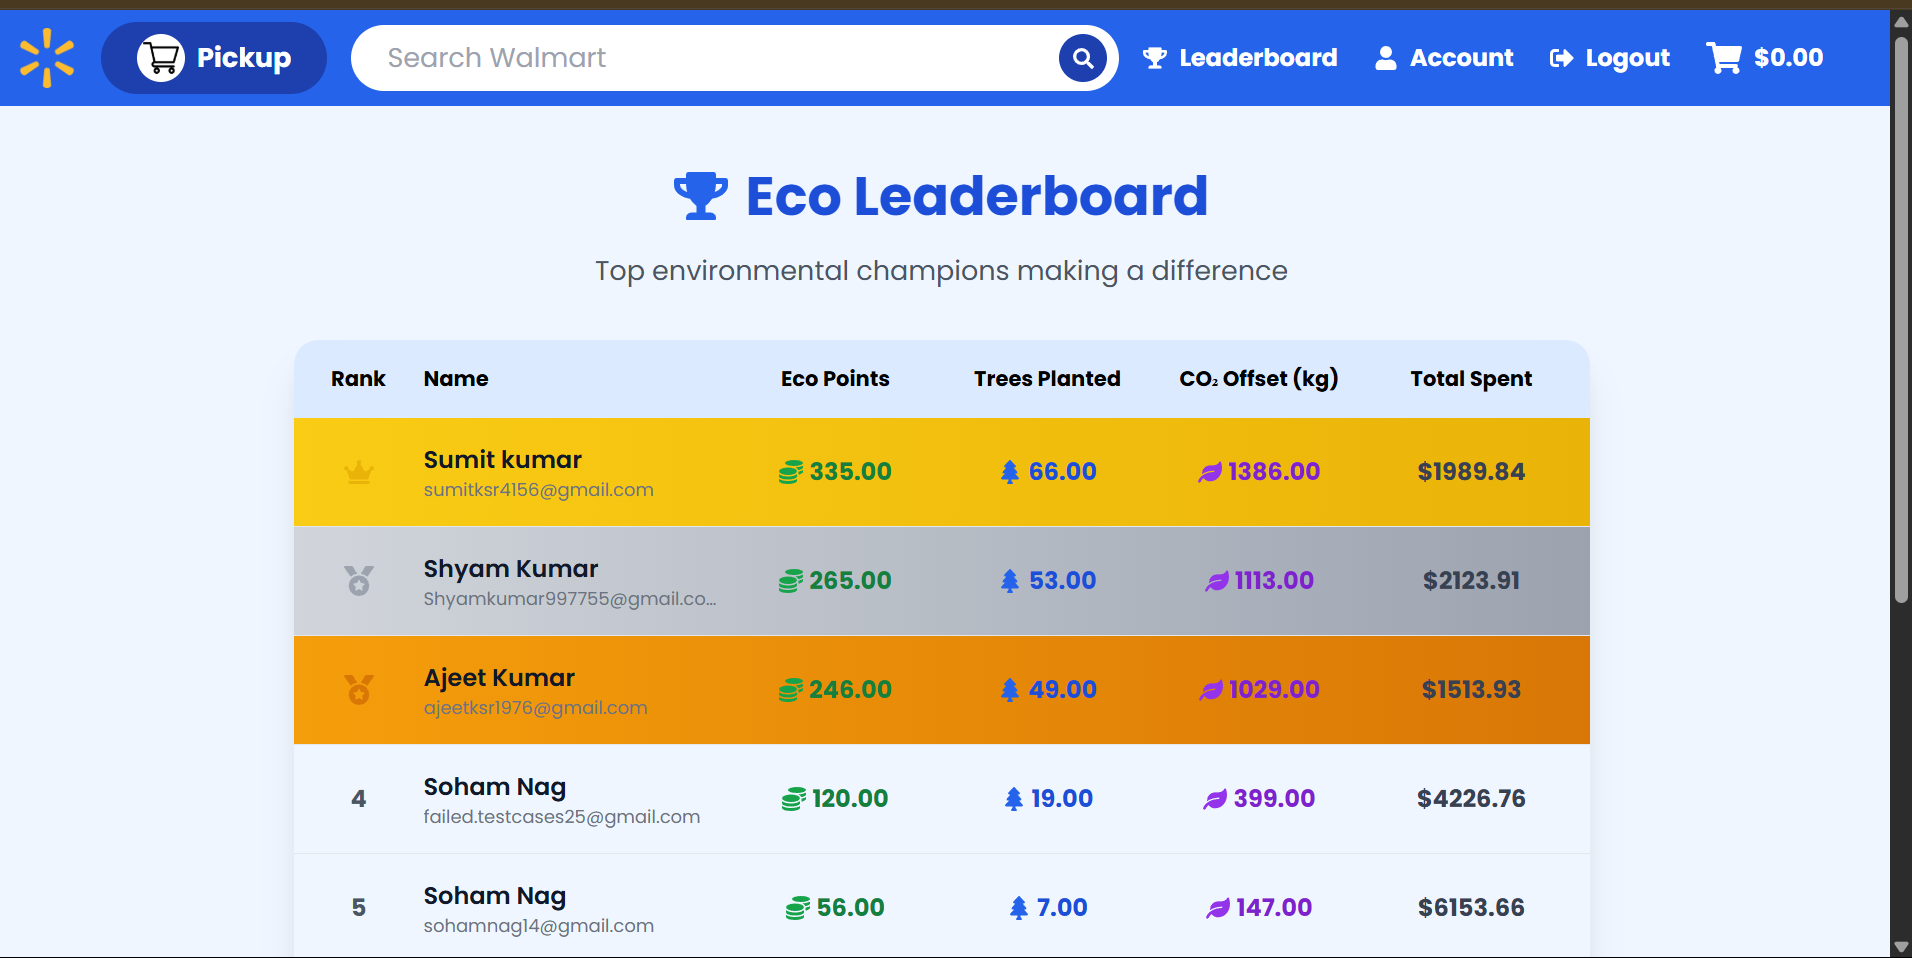 Pickup
Search Walmart
Leaderboard
Account
Logout
$0.00
Eco Leaderboard
Top environmental champions making a difference
Rank Name Eco Points Trees Planted CO₂ Offset (kg) Total Spent
Sumit kumar
sumitksr4156@gmail.com
335.00 66.00 1386.00 $1989.84
Shyam Kumar
Shyamkumar997755@gmail.co...
265.00 53.00 1113.00 $2123.91
Ajeet Kumar
ajeetksr1976@gmail.com
246.00 49.00 1029.00 $1513.93
4
Soham Nag
failed.testcases25@gmail.com
120.00 19.00 399.00 $4226.76
5
Soham Nag
sohamnag14@gmail.com
56.00 7.00 147.00 $6153.66